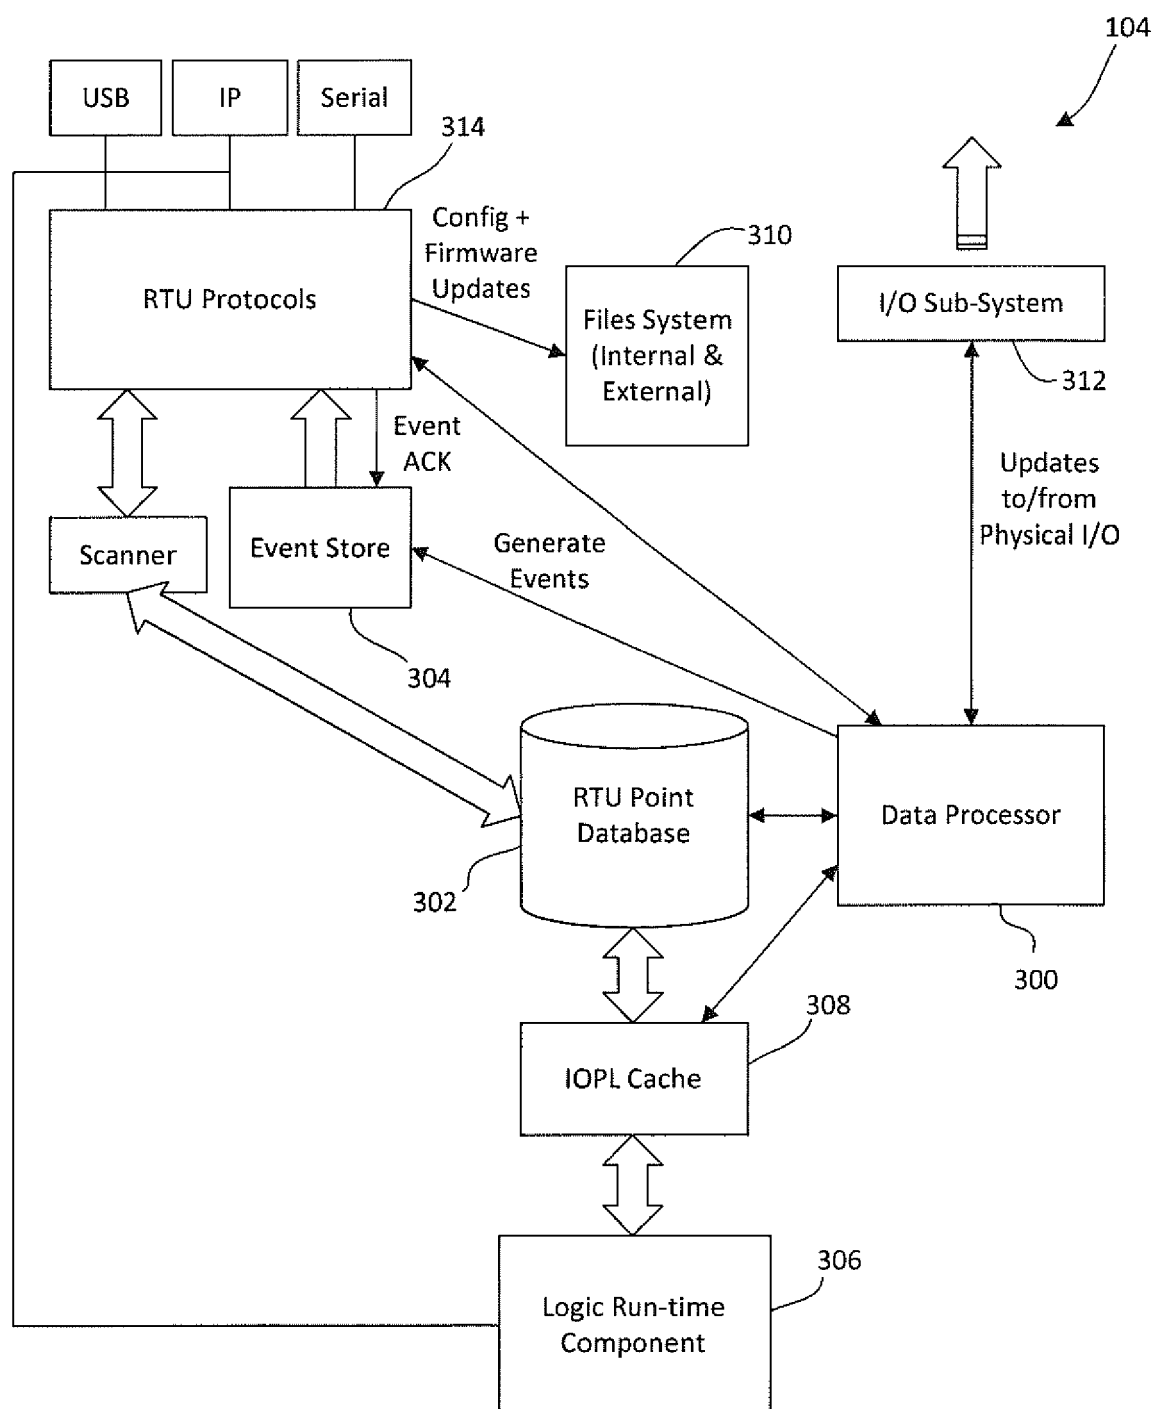 104
USB
IP
Serial
314
Config +
Firmware
Updates
310
RTU Protocols
Files System
(Internal &
External)
I/O Sub-System
312
Event
ACK
Updates
to/from
Physical I/O
Scanner
Event Store
Generate
Events
304
RTU Point
Database
Data Processor
302
300
308
IOPL Cache
306
Logic Run-time
Component